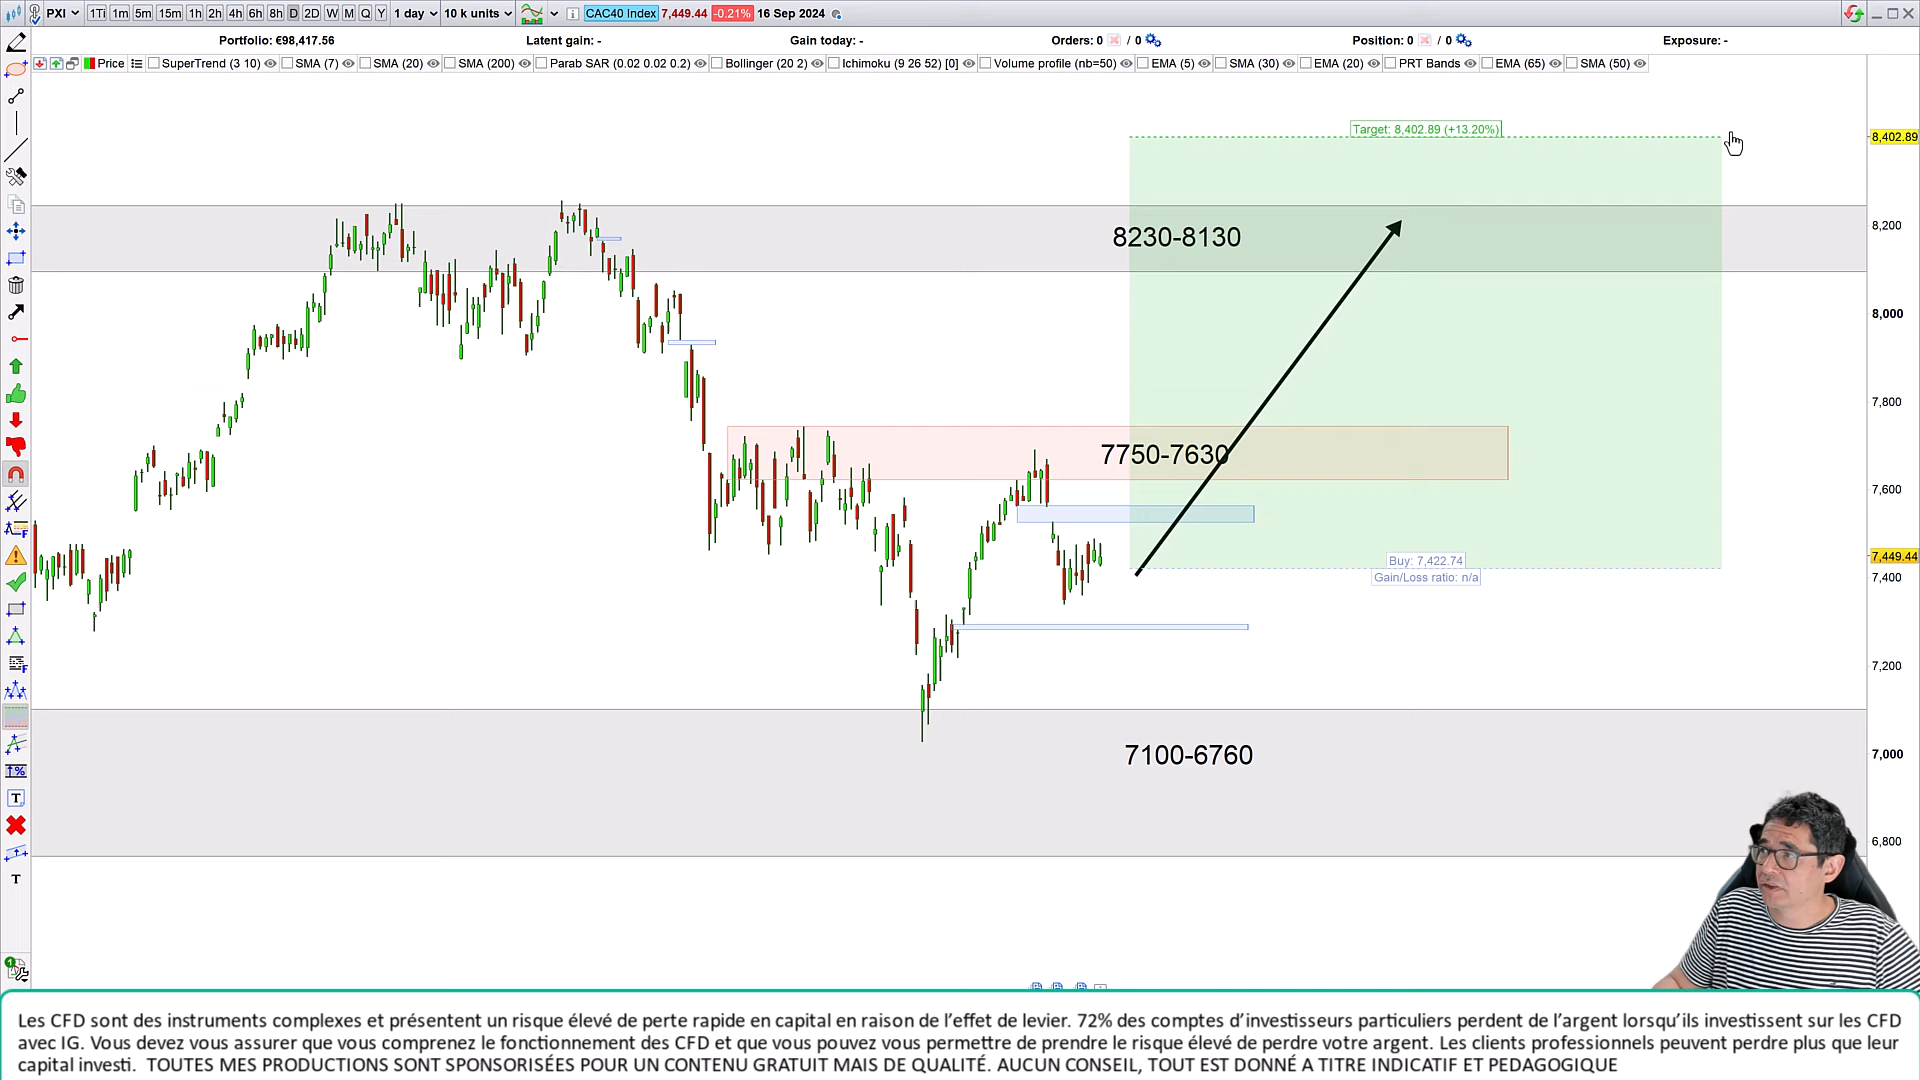 PXI 1Ti 1m 5m 15m 1h 2h 4h 6h 8h D 2D W M Q Y 1 day 10 k units CAC40 Index 7,449.44 -0.21% 16 Sep 2024
Portfolio: €98,417.56 Latent gain: - Gain today: - Orders: 0 / 0 Position: 0 / 0 Exposure: -
Price SuperTrend (3 10) SMA (7) SMA (20) SMA (200) Parab SAR (0.02 0.02 0.2) Bollinger (20 2) Ichimoku (9 26 52) [0] Volume profile (nb=50) EMA (5) SMA (30) EMA (20) PRT Bands EMA (65) SMA (50)
Target: 8,402.89 (+13.20%)
8,402.89
8,200
8230-8130
8,000
7,800
7750-7630
7,600
7,449.44
Buy: 7,422.74
Gain/Loss ratio: n/a
7,400
7,200
7,000
7100-6760
6,800
Les CFD sont des instruments complexes et présentent un risque élevé de perte rapide en capital en raison de l'effet de levier. 72% des comptes d'investisseurs particuliers perdent de l'argent lorsqu'ils investissent sur les CFD
avec IG. Vous devez vous assurer que vous comprenez le fonctionnement des CFD et que vous pouvez vous permettre de prendre le risque élevé de perdre votre argent. Les clients professionnels peuvent perdre plus que leur
capital investi. TOUTES MES PRODUCTIONS SONT SPONSORISÉES POUR UN CONTENU GRATUIT MAIS DE QUALITÉ. AUCUN CONSEIL, TOUT EST DONNÉ A TITRE INDICATIF ET PEDAGOGIQUE